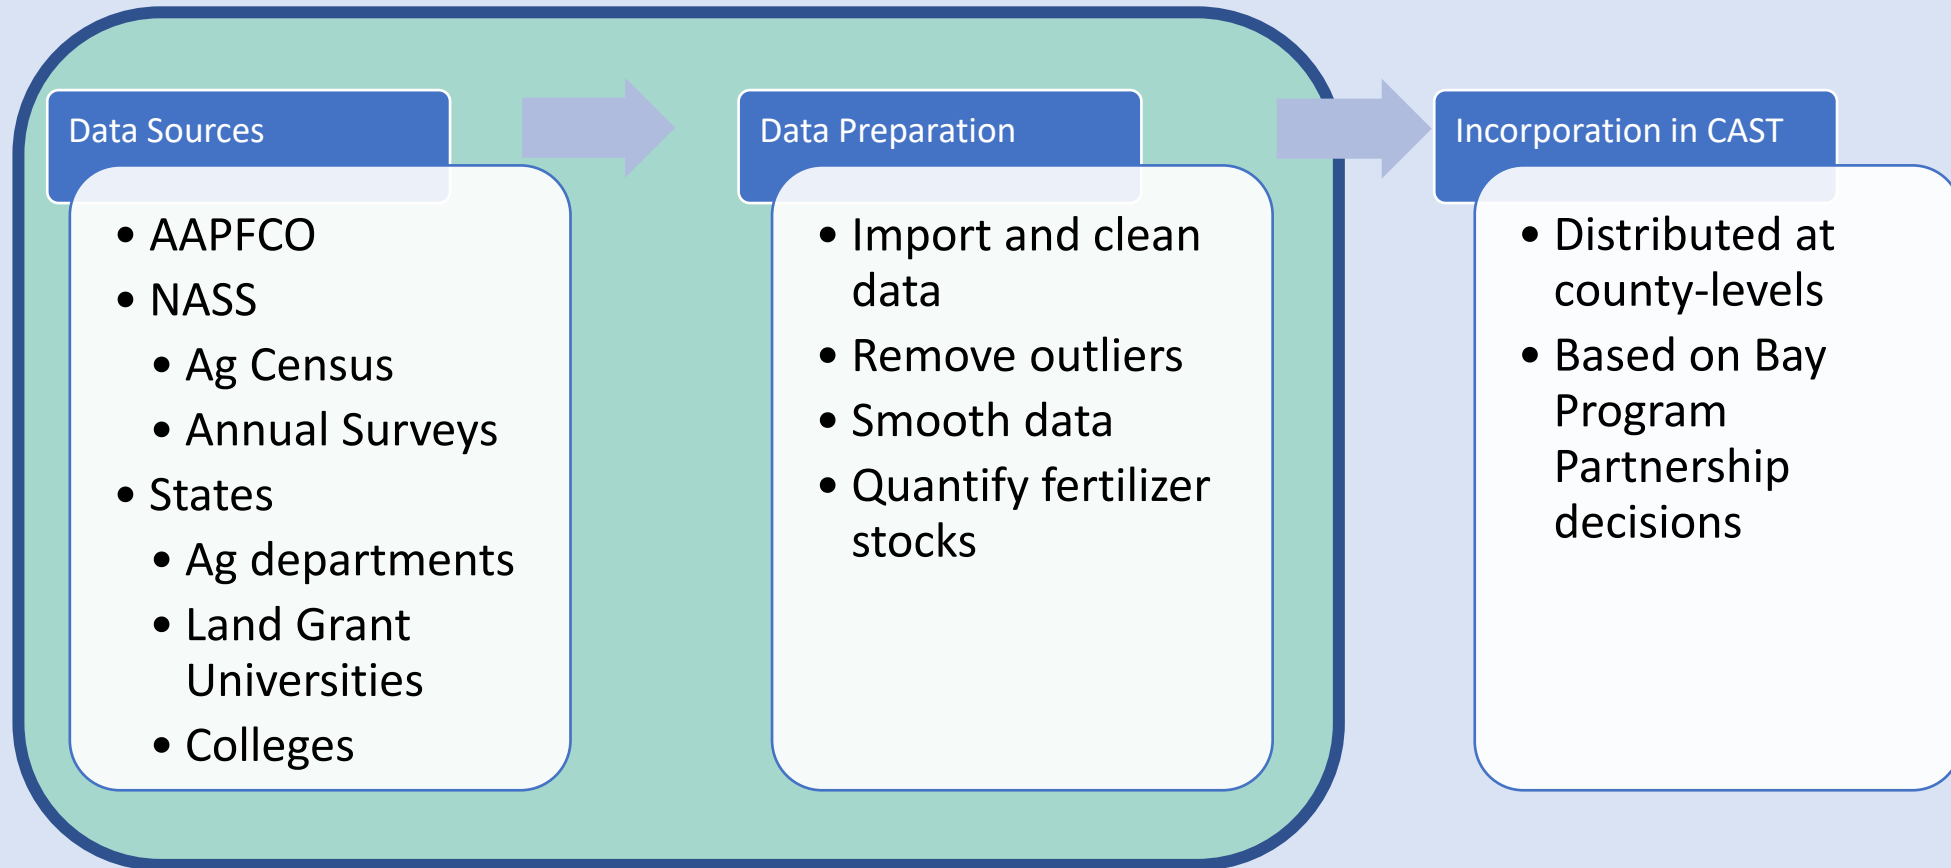 Data Sources
• AAPFCO
• NASS
• Ag Census
• Annual Surveys
• States
• Ag departments
• Land Grant
Universities
• Colleges
Data Preparation
• Import and clean
data
• Remove outliers
• Smooth data
• Quantify fertilizer
stocks
Incorporation in CAST
• Distributed at
county-levels
• Based on Bay
Program
Partnership
decisions